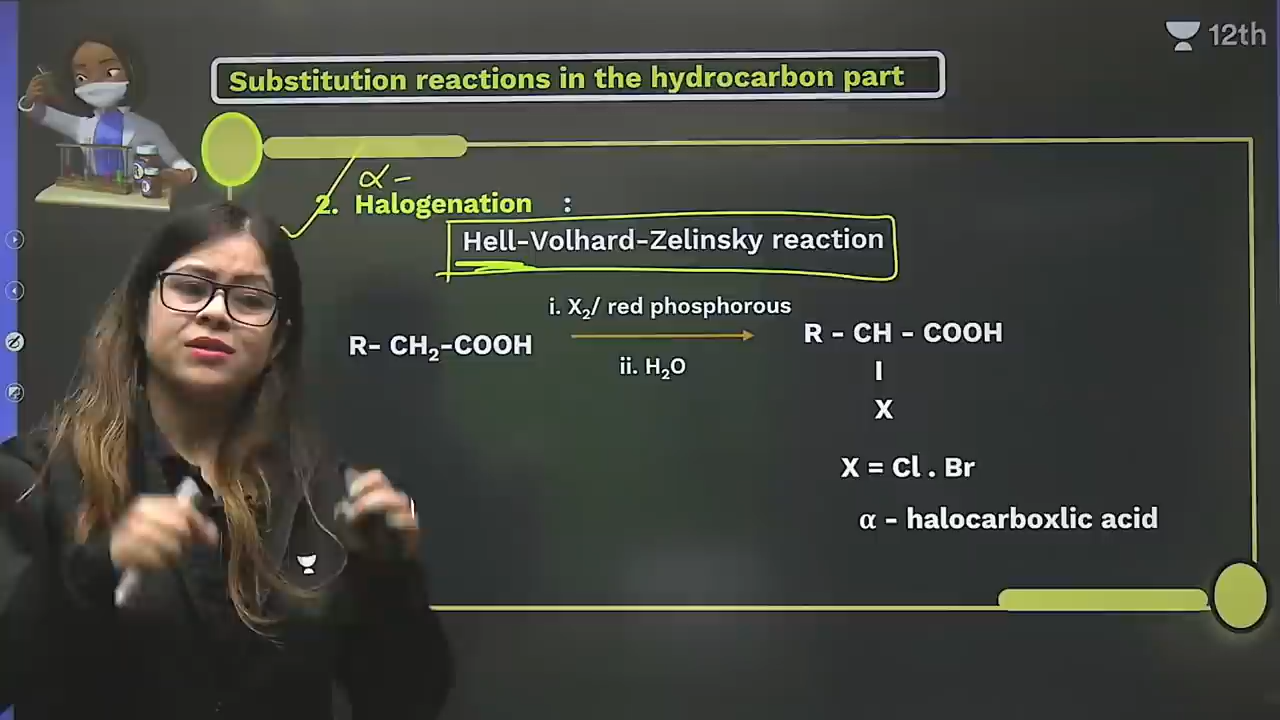 12th
Substitution reactions in the hydrocarbon part
α -
2. Halogenation :
Hell-Volhard-Zelinsky reaction
i. X₂/ red phosphorous
R- CH₂-COOH
ii. H₂O
R - CH - COOH
I
X
X = Cl . Br
α - halocarboxlic acid